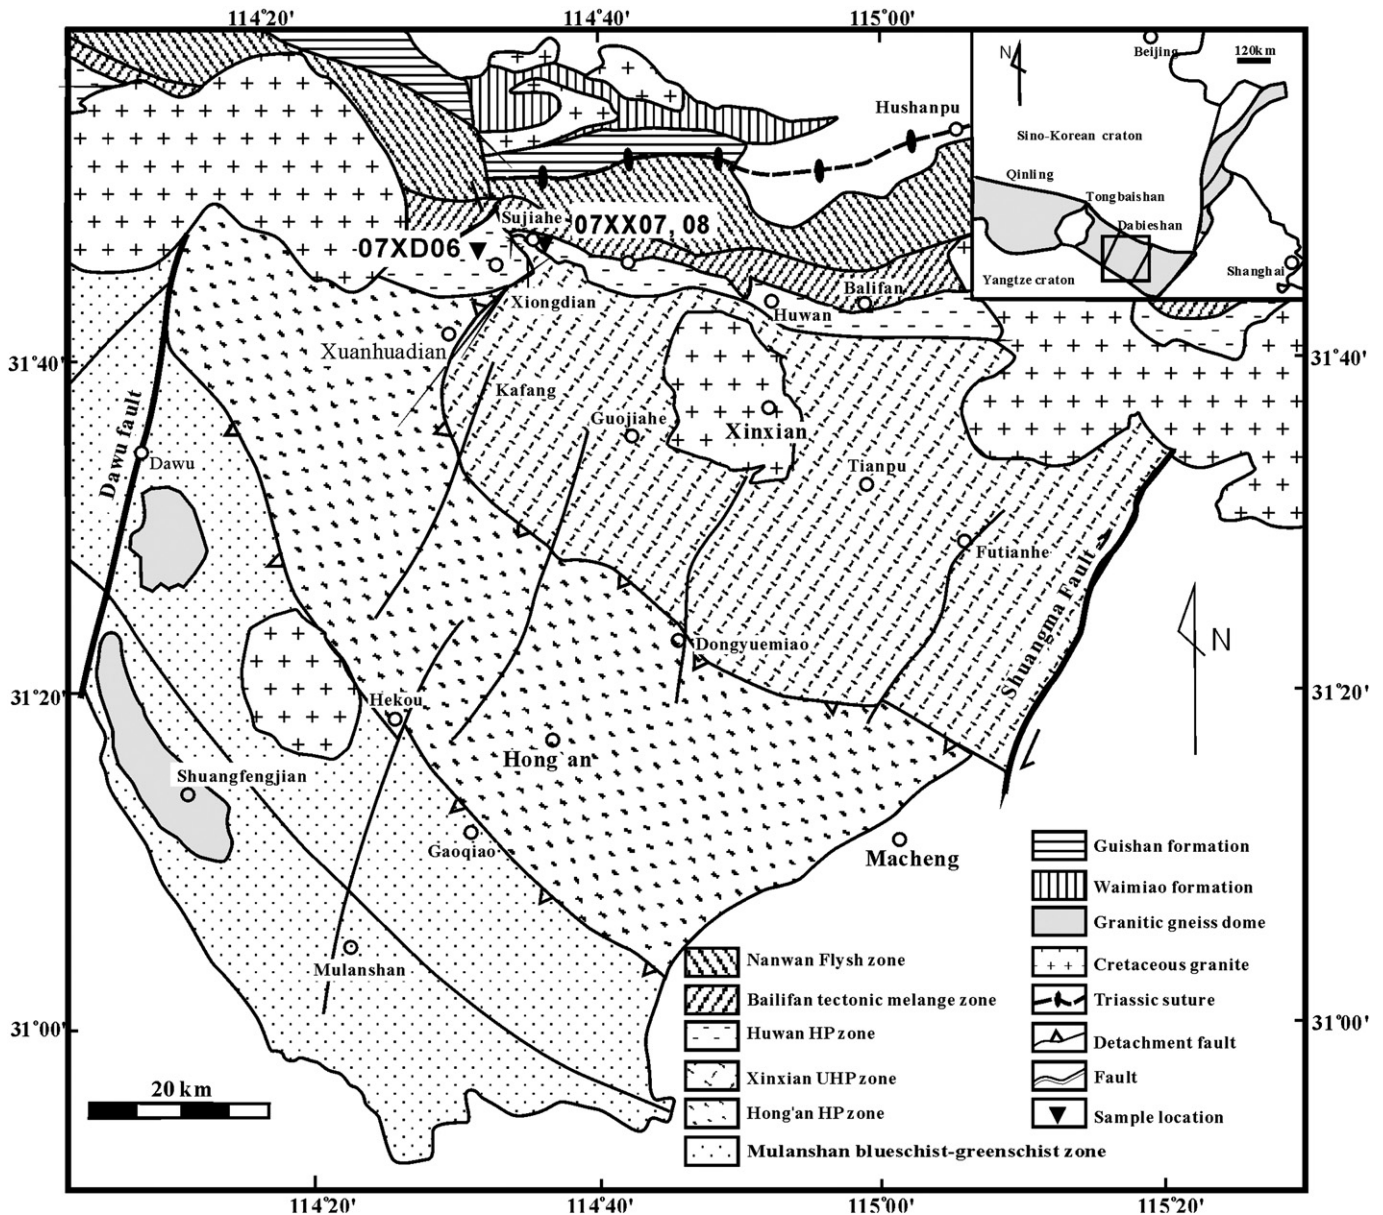 114°20' 114°40' 115°00'
N
Beijing
120km
Sino-Korean craton
Qinling
Tongbaishan
Dabieshan
Yangtze craton
Shanghai
Hushanpu
Sujiahe 07XX07, 08
07XD06
Xiongdian
Balifan
Huwan
Xuanhuadian
31°40' 31°40'
Kafang
Guojiahe
Xinxian
Dawu fault
Dawu
Tianpu
Futianhe
Shuangma Fault
N
Dongyuemiao
31°20' 31°20'
Hekou
Hong'an
Shuangfengjian
Gaoqiao
Macheng
Mulanshan
31°00' 31°00'
20 km
Nanwan Flysh zone
Bailifan tectonic melange zone
Huwan HP zone
Xinxian UHP zone
Hong'an HP zone
Mulanshan blueschist-greenschist zone
Guishan formation
Waimiao formation
Granitic gneiss dome
Cretaceous granite
Triassic suture
Detachment fault
Fault
Sample location
114°20' 114°40' 115°00' 115°20'